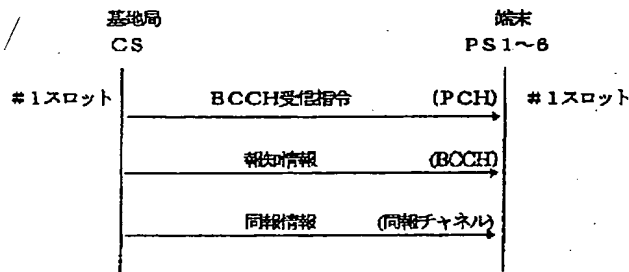 基地局 端末
CS PS1～6
#1スロット BCCH受信指令 (PCH) #1スロット
報知情報 (BCCH)
同報情報 (同報チャネル)